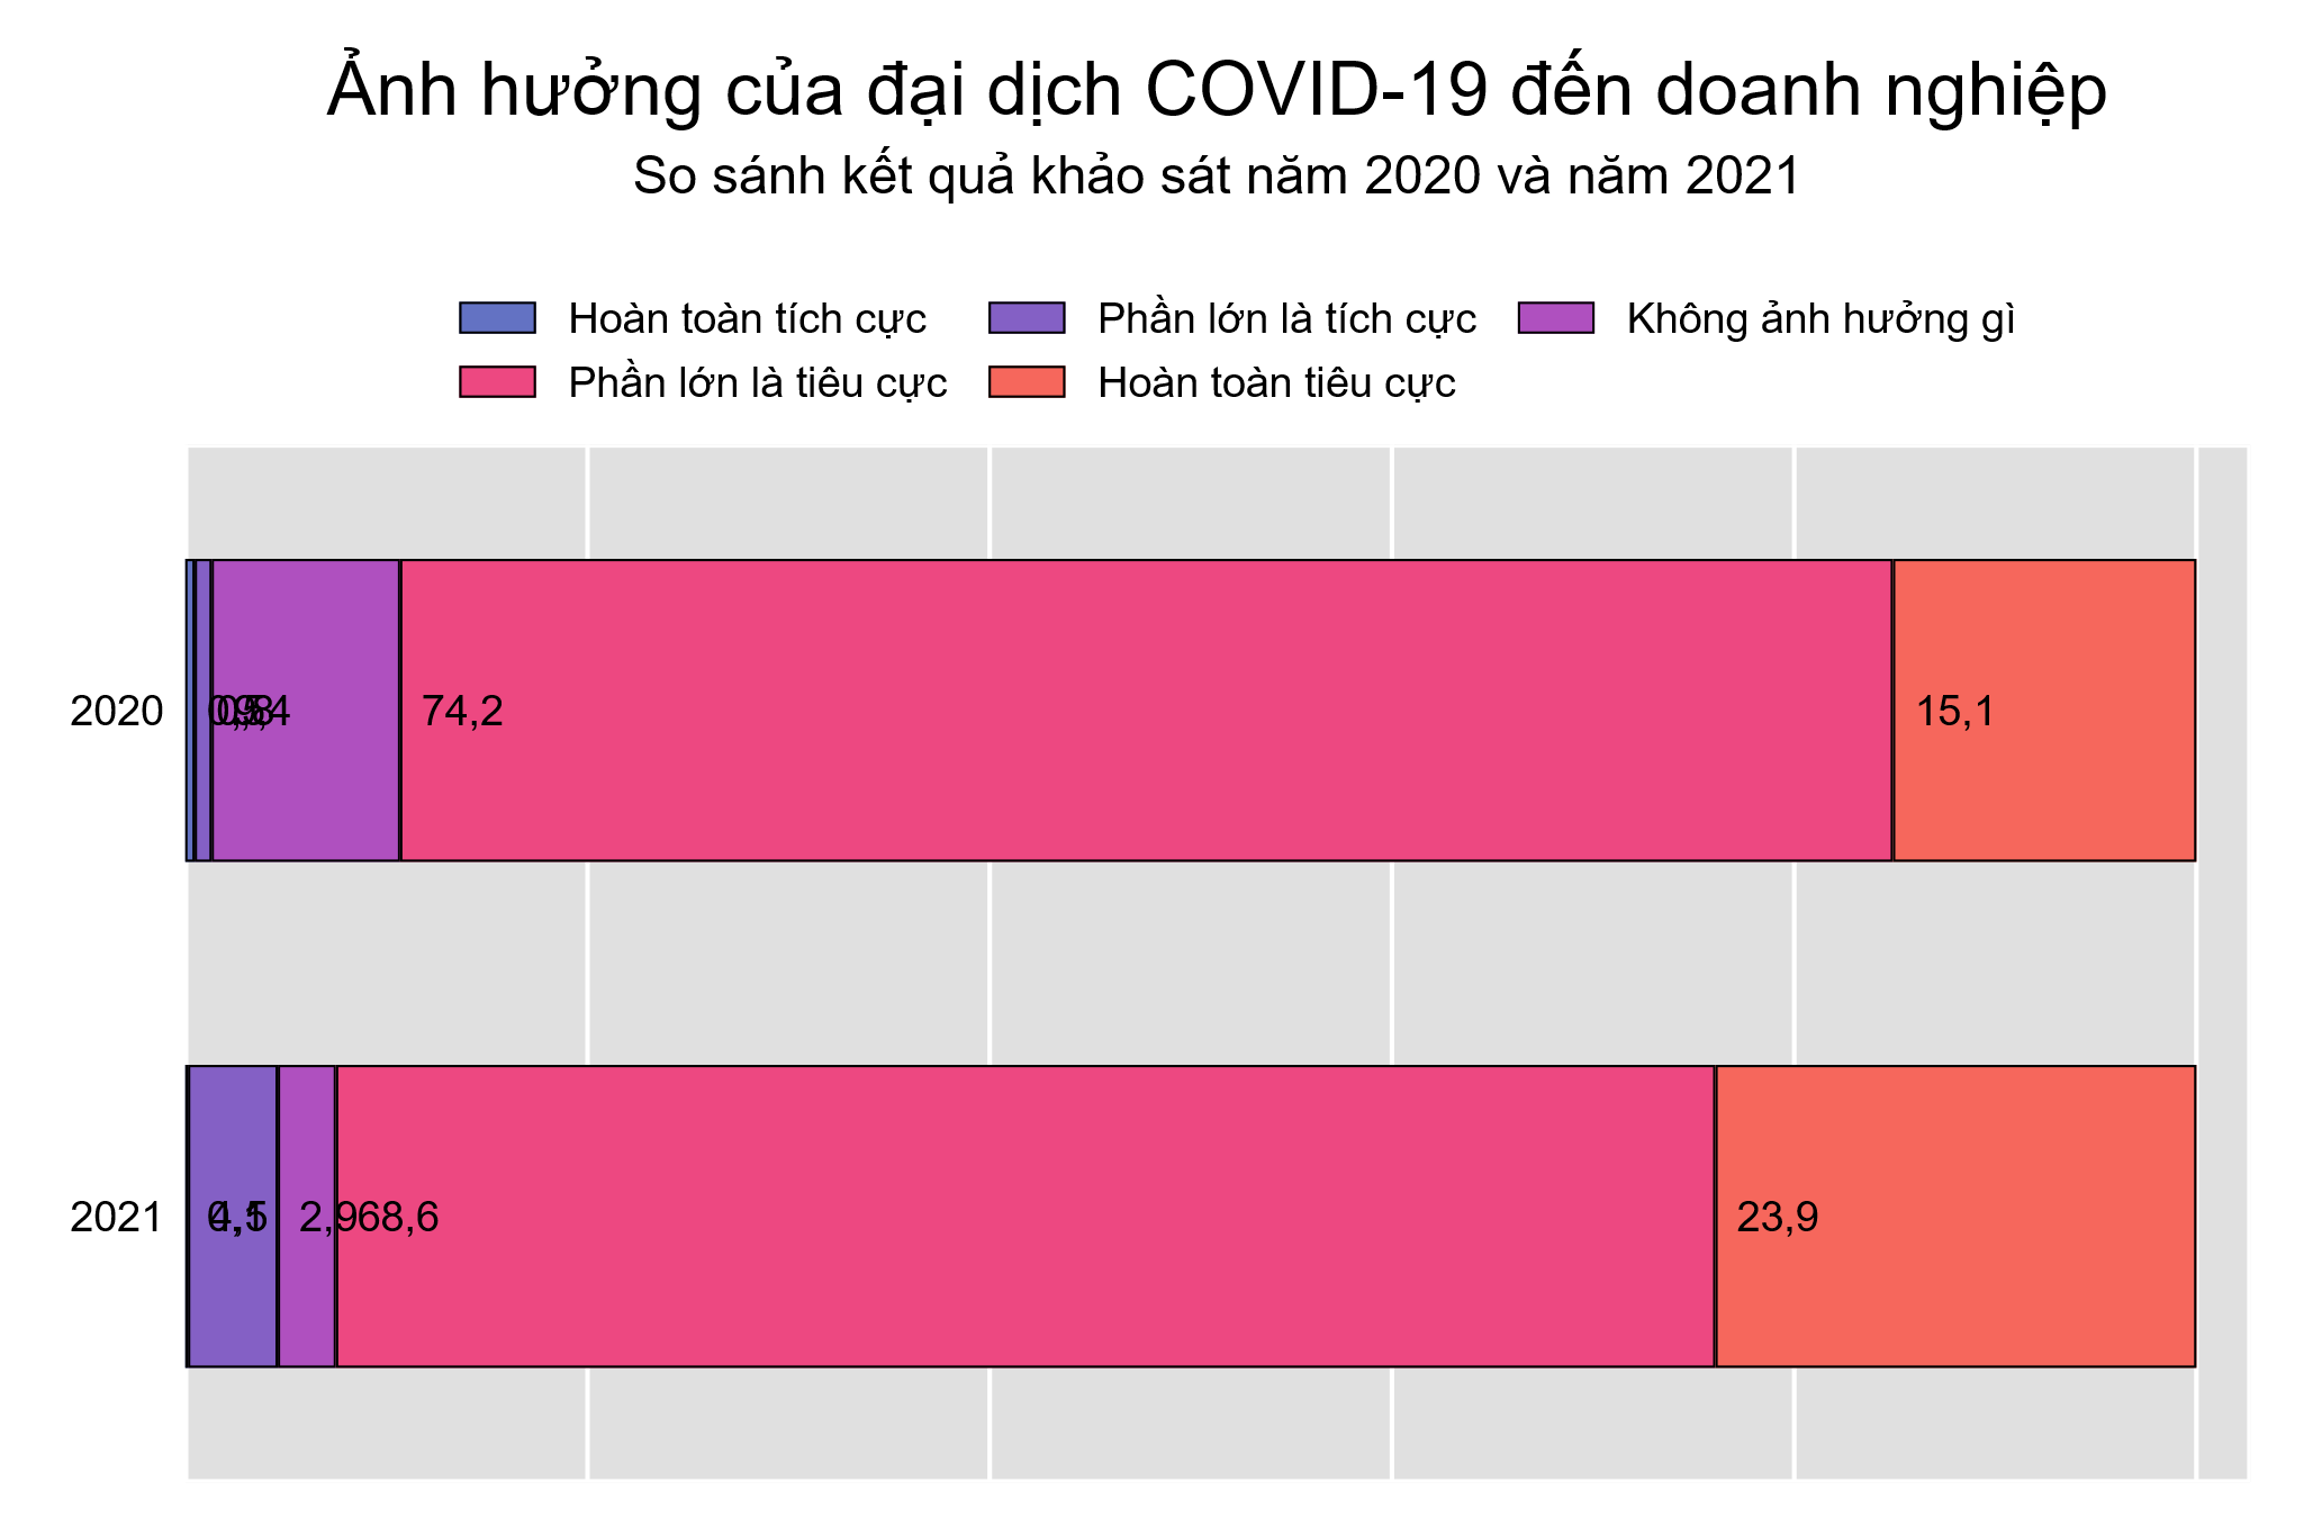 Ảnh hưởng của đại dịch COVID-19 đến doanh nghiệp
So sánh kết quả khảo sát năm 2020 và năm 2021
Hoàn toàn tích cực Phần lớn là tích cực Không ảnh hưởng gì
Phần lớn là tiêu cực Hoàn toàn tiêu cực
2020 74,2 15,1
2021 2,9 68,6 23,9